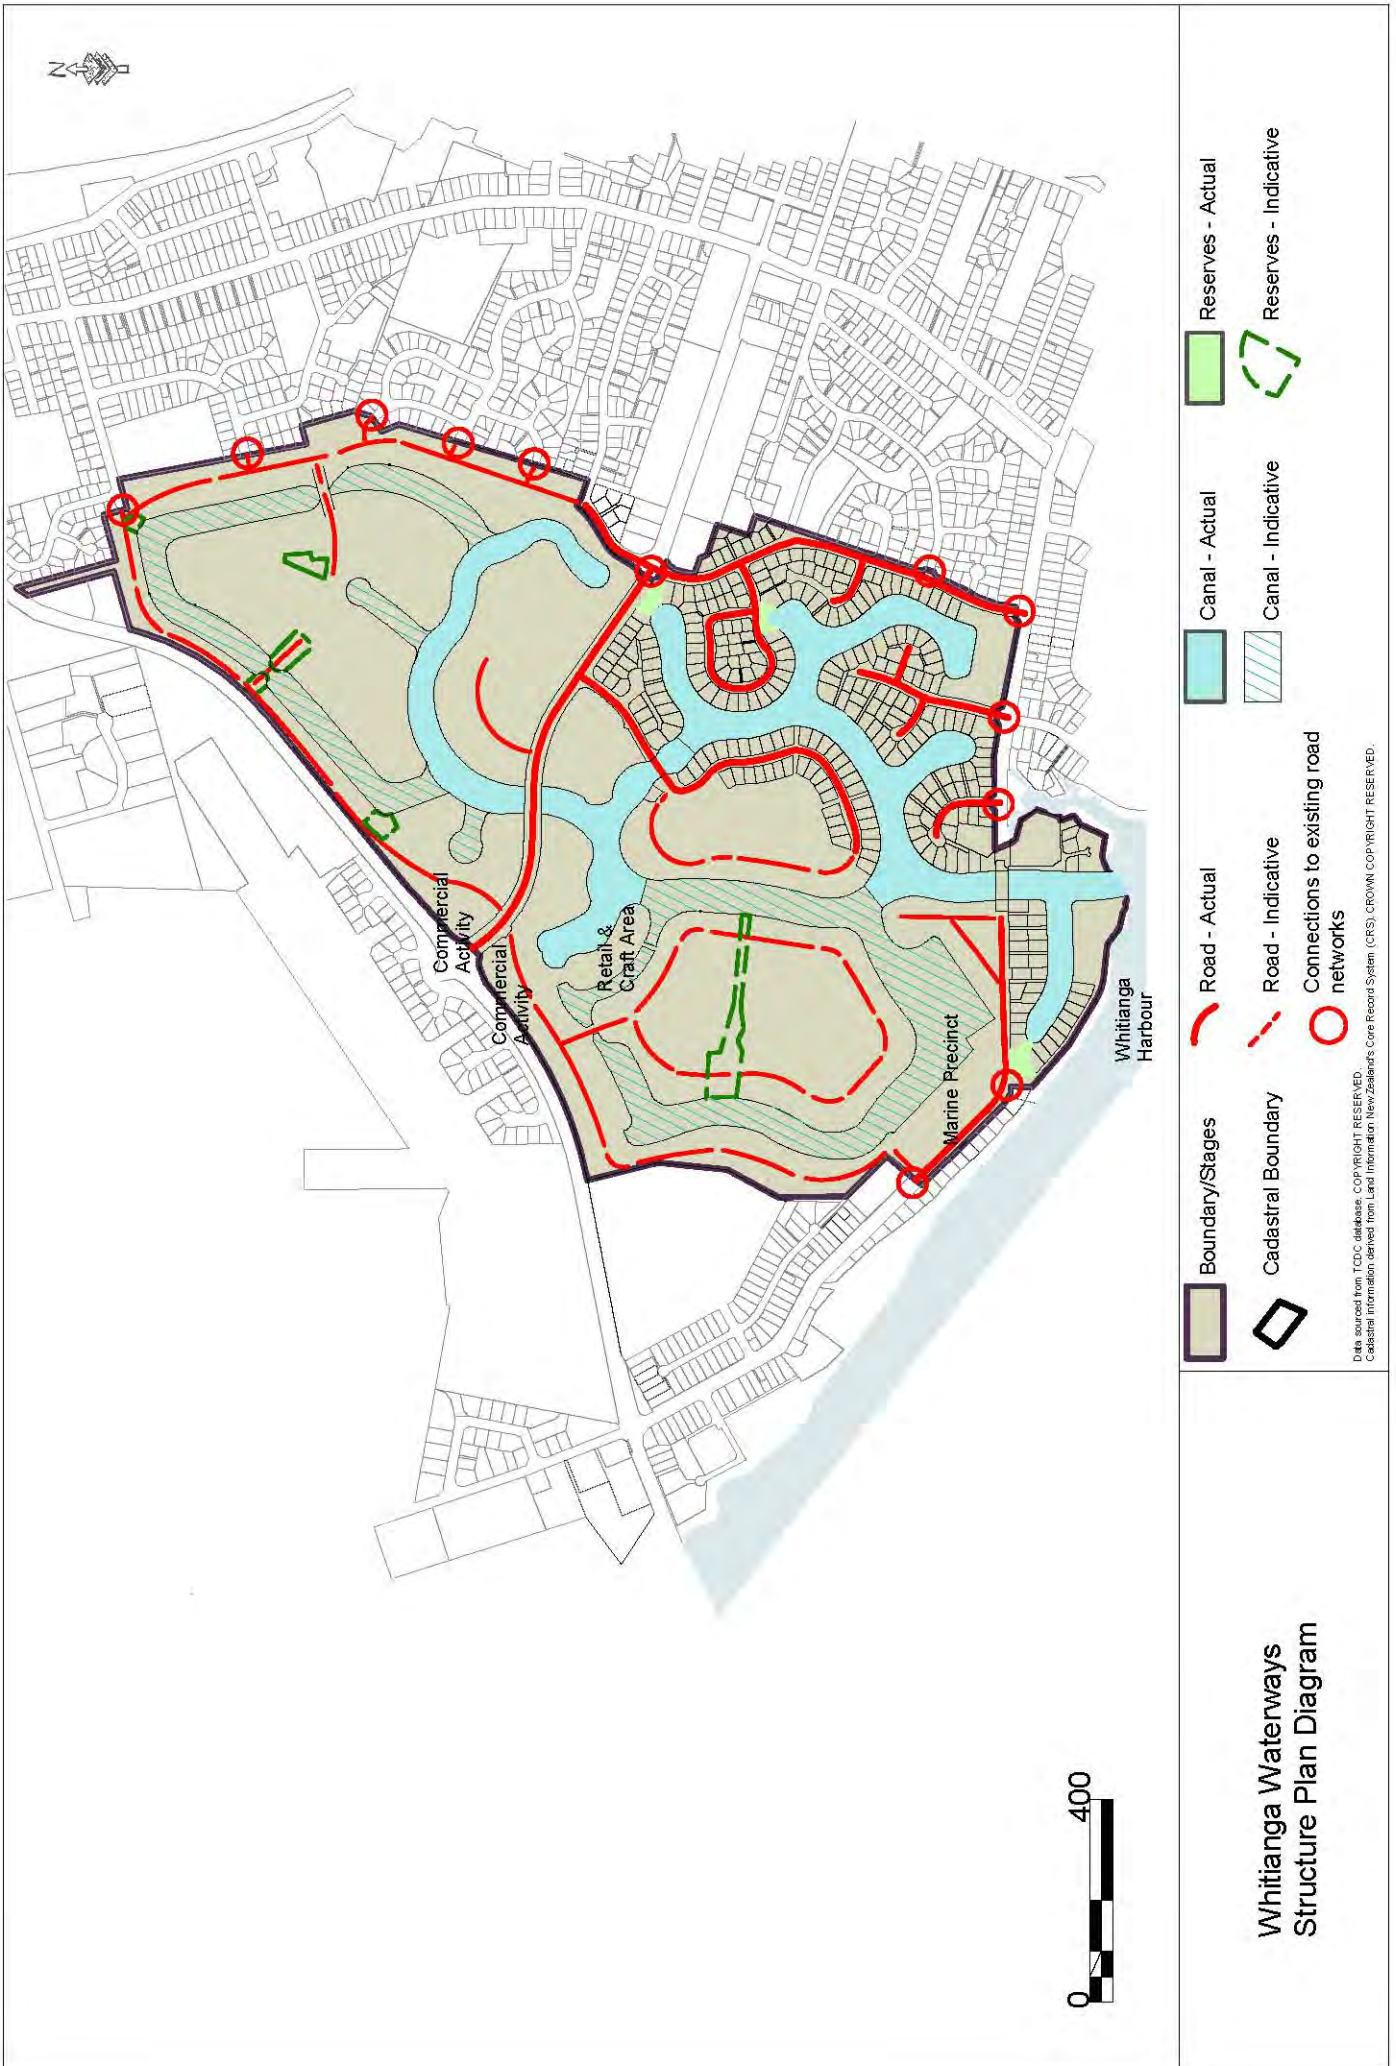 N
Commercial
Activity
Commercial
Activity
Retail &
Craft Area
Marine Precinct
Whitianga
Harbour
0
400
Whitianga Waterways
Structure Plan Diagram
Boundary/Stages
Cadastral Boundary
Road - Actual
Road - Indicative
Connections to existing road
networks
Canal - Actual
Canal - Indicative
Reserves - Actual
Reserves - Indicative
Data sourced from TCDC database. COPYRIGHT RESERVED.
Cadastral information derived from Land Information New Zealand's Core Record System (CRS). CROWN COPYRIGHT RESERVED.